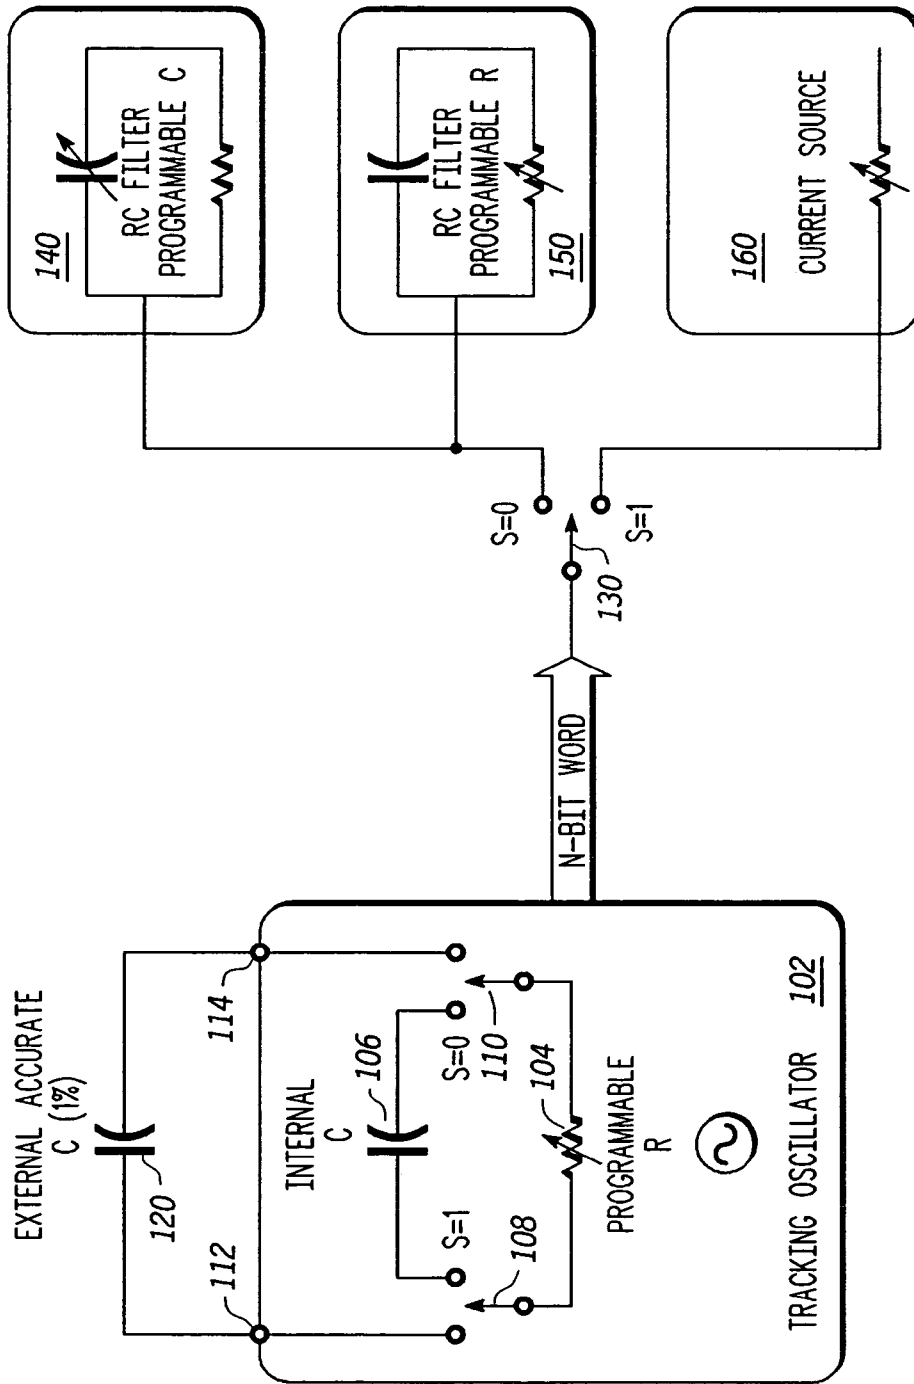 EXTERNAL ACCURATE
C (1%)
120
112
114
INTERNAL
C
106
S=1
S=0
108
110
104
PROGRAMMABLE
R
TRACKING OSCILLATOR
102
N-BIT WORD
130
S=0
S=1
140
RC FILTER
PROGRAMMABLE C
RC FILTER
PROGRAMMABLE R
150
160
CURRENT SOURCE